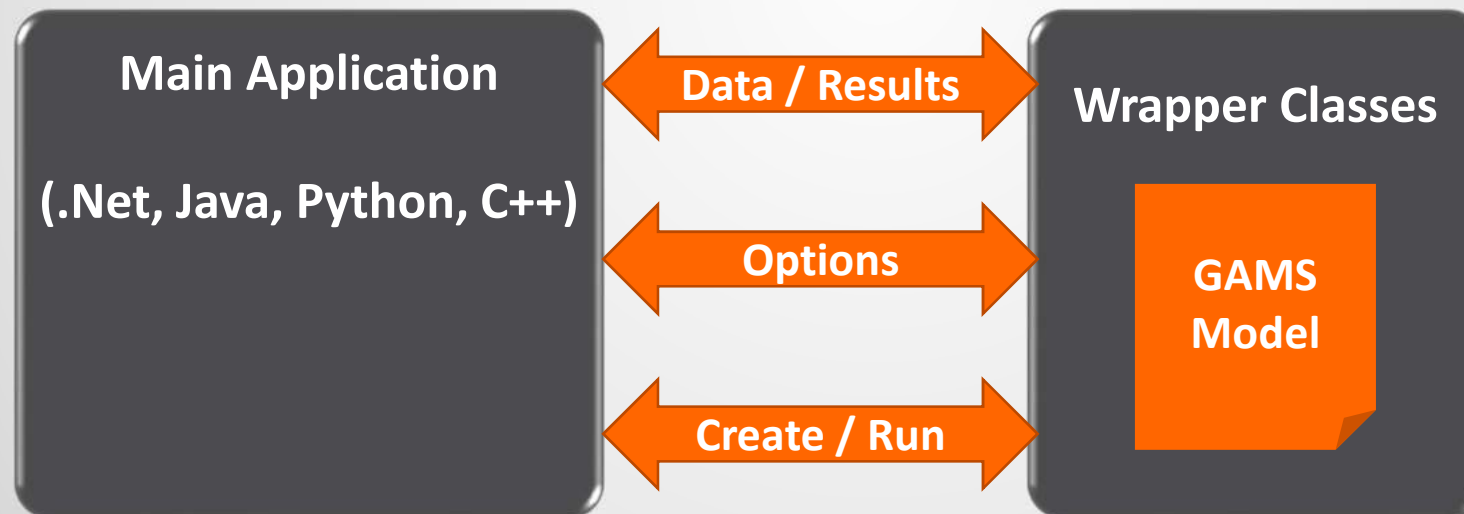 Main Application
(.Net, Java, Python, C++)
Data / Results
Options
Create / Run
Wrapper Classes
GAMS
Model